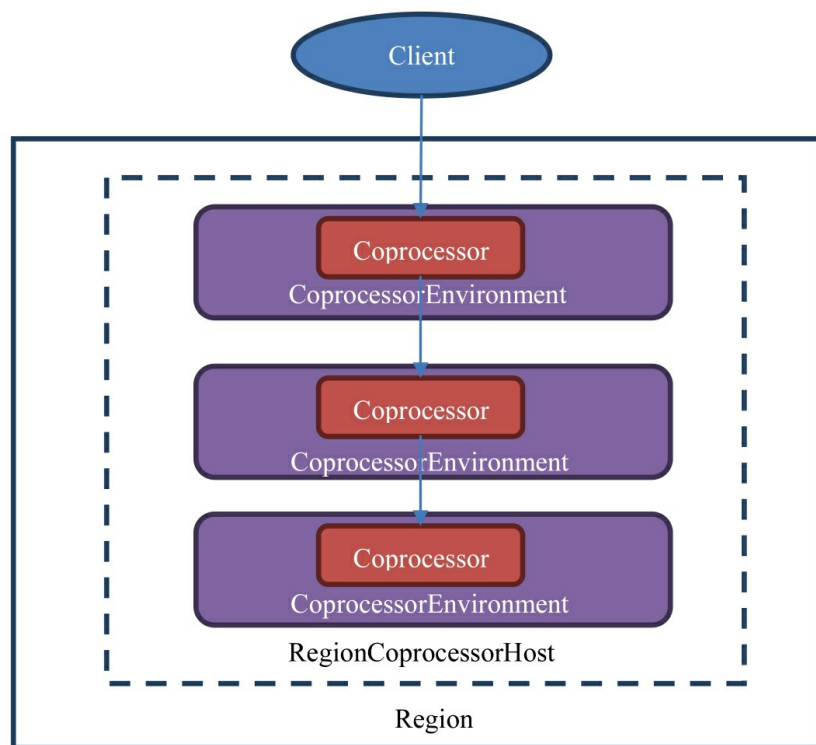 Client
Coprocessor
CoprocessorEnvironment
Coprocessor
CoprocessorEnvironment
Coprocessor
CoprocessorEnvironment
RegionCoprocessorHost
Region